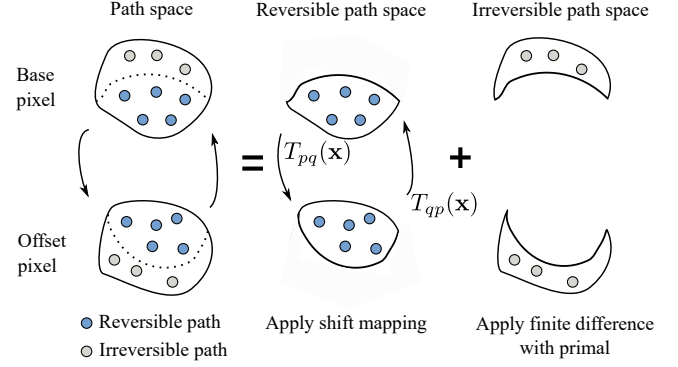 Path space
Reversible path space
Irreversible path space
Base
pixel
=
T_{pq}(𝐱)
+
T_{qp}(𝐱)
Offset
pixel
Reversible path
Irreversible path
Apply shift mapping
Apply finite difference
with primal